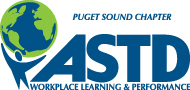 PUGET SOUND CHAPTER
ASTD
WORKPLACE LEARNING & PERFORMANCE